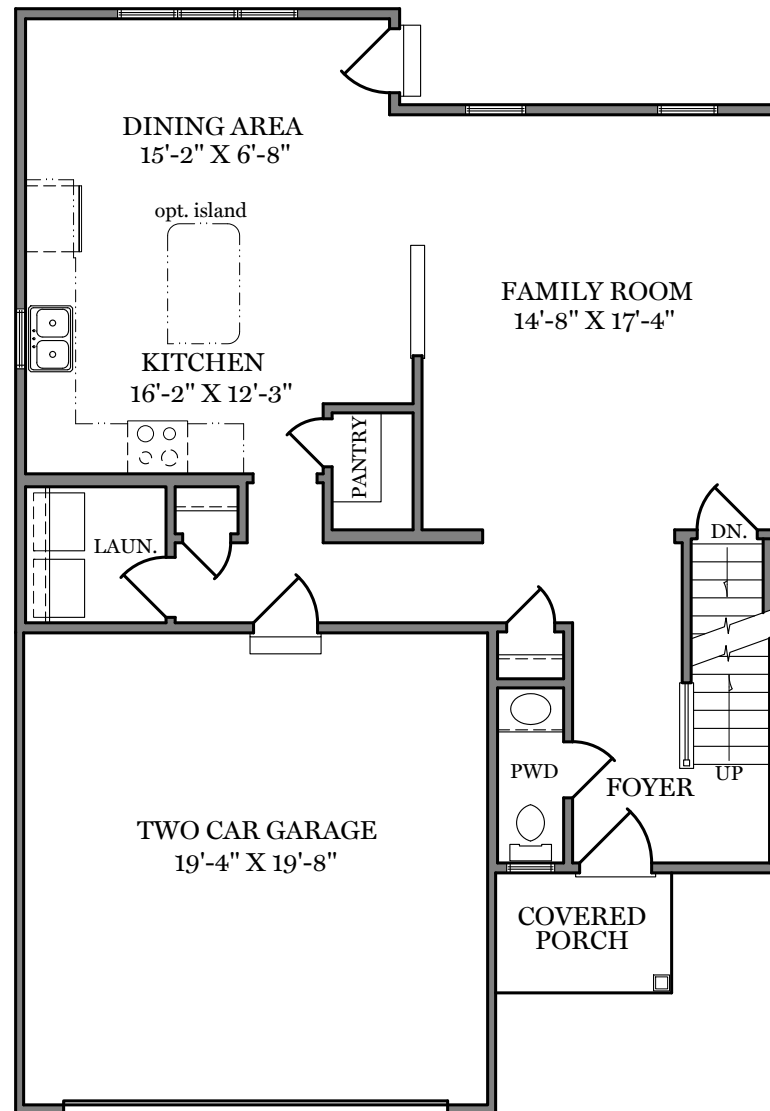 DINING AREA
15'-2" X 6'-8"
opt. island
FAMILY ROOM
14'-8" X 17'-4"
KITCHEN
16'-2" X 12'-3"
PANTRY
LAUN.
DN.
PWD
UP
FOYER
TWO CAR GARAGE
19'-4" X 19'-8"
COVERED
PORCH